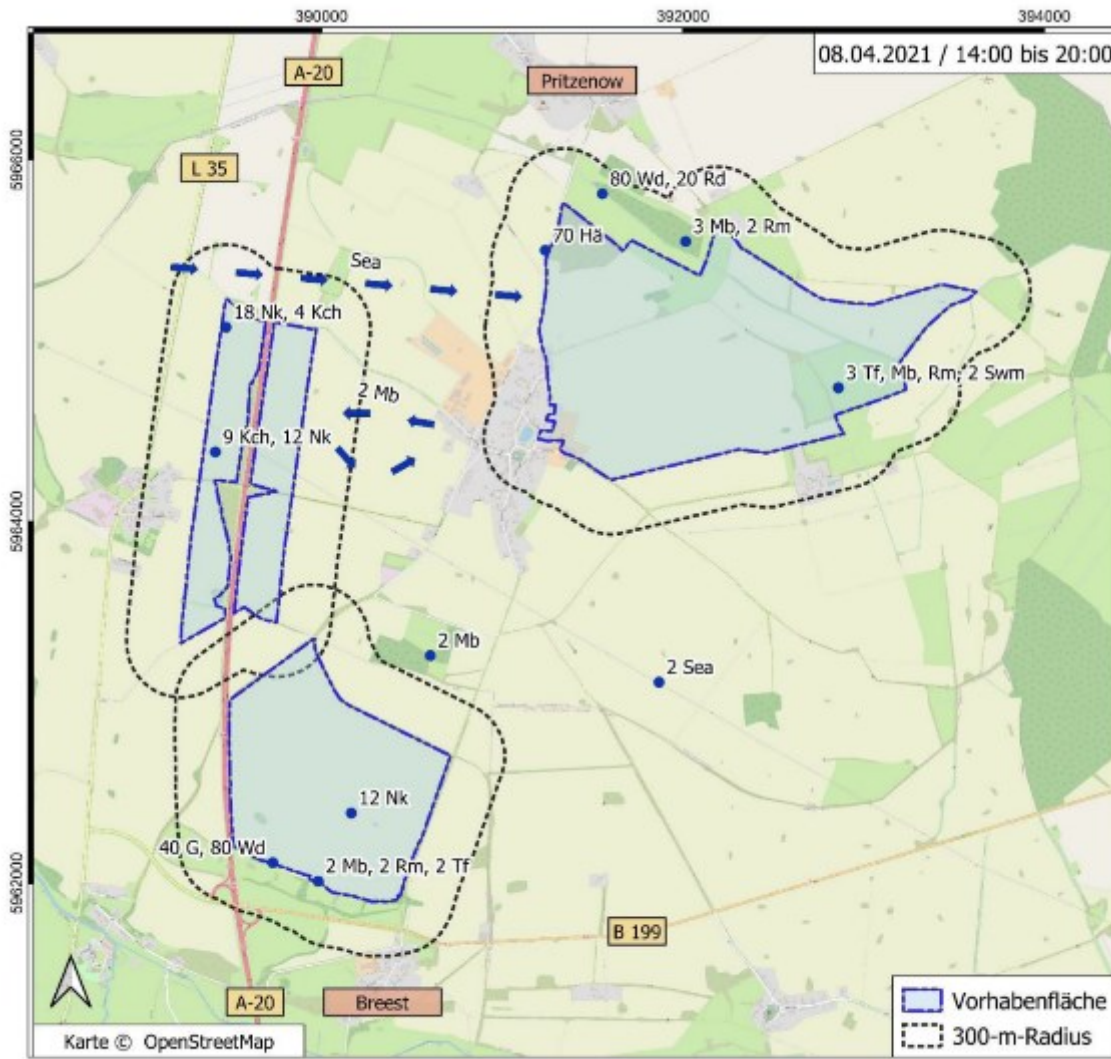 390000
392000
394000
08.04.2021 / 14:00 bis 20:00
A-20
Pritzenow
5966000
L 35
80 Wd, 20 Rd
3 Mb, 2 Rm
70 Hä
Sea
18 Nk, 4 Kch
3 Tf, Mb, Rm, 2 Swm
2 Mb
9 Kch, 12 Nk
5964000
2 Mb
2 Sea
12 Nk
40 G, 80 Wd
2 Mb, 2 Rm, 2 Tf
5962000
B 199
A-20
Breest
Vorhabenfläche
300-m-Radius
Karte © OpenStreetMap